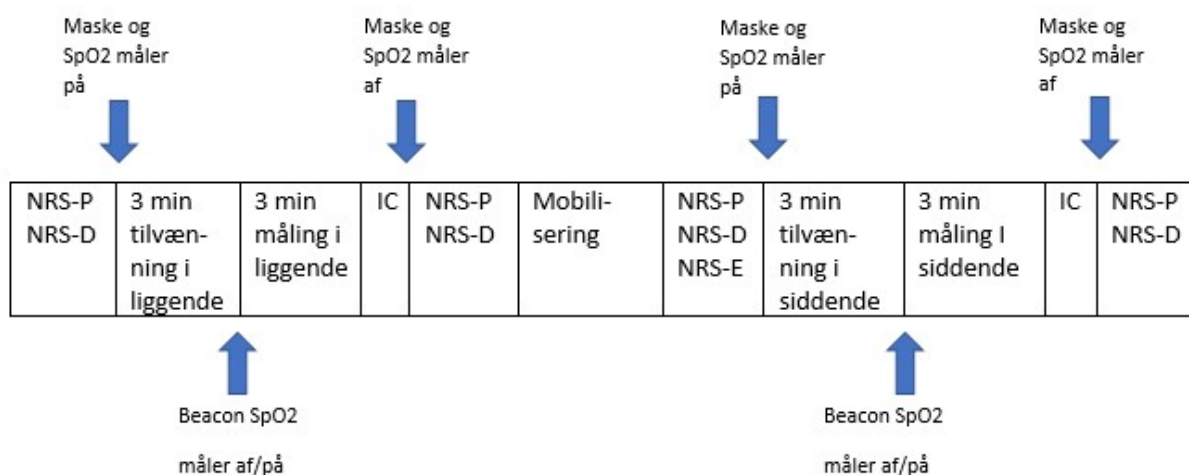 Maske og
SpO2 måler
på
Maske og
SpO2 måler
af
Maske og
SpO2 måler
på
Maske og
SpO2 måler
af
NRS-P
NRS-D
3 min
tilvæn-
ning i
liggende
3 min
måling i
liggende
IC
NRS-P
NRS-D
Mobili-
sering
NRS-P
NRS-D
NRS-E
3 min
tilvæn-
ning i
siddende
3 min
måling I
siddende
IC
NRS-P
NRS-D
Beacon SpO2
måler af/på
Beacon SpO2
måler af/på